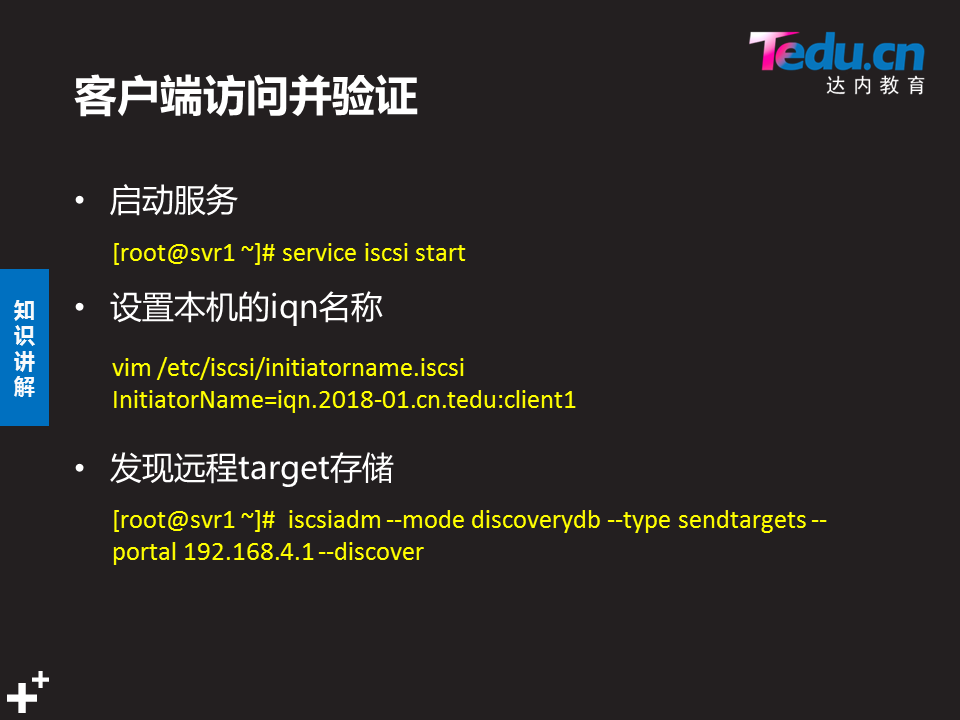 Tedu.cn
达内教育
客户端访问并验证
• 启动服务
[root@svr1 ~]# service iscsi start
• 设置本机的iqn名称
vim /etc/iscsi/initiatorname.iscsi
InitiatorName=iqn.2018-01.cn.tedu:client1
• 发现远程target存储
[root@svr1 ~]#  iscsiadm --mode discoverydb --type sendtargets --
portal 192.168.4.1 --discover
知
识
讲
解